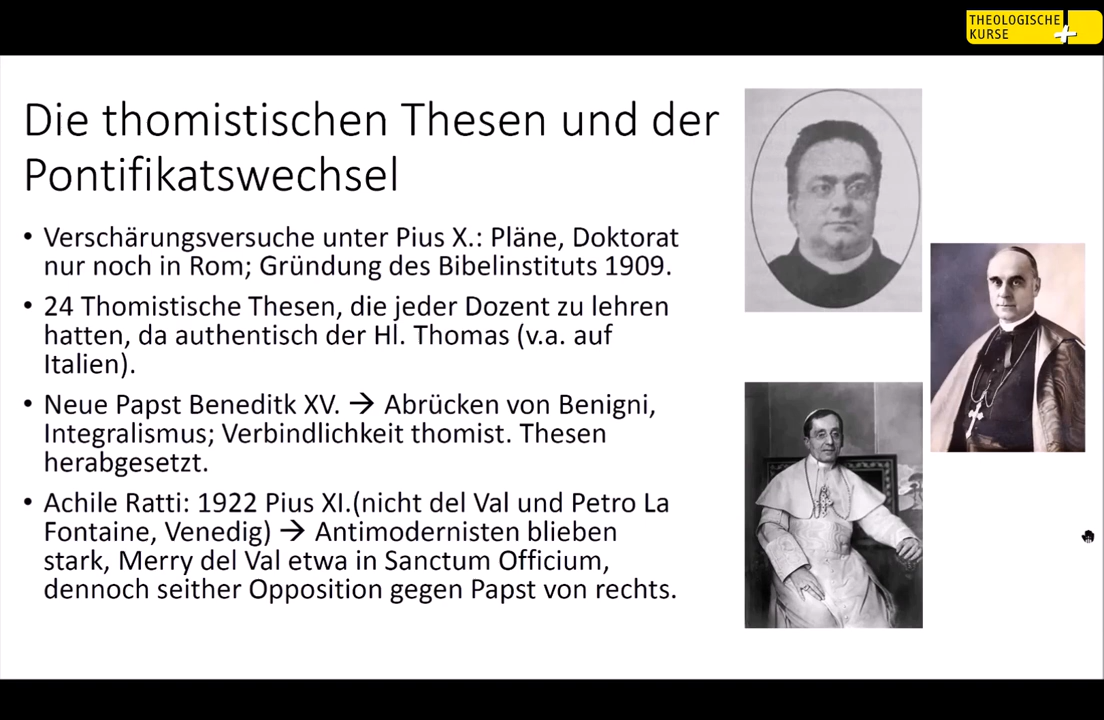 THEOLOGISCHE
KURSE
Die thomistischen Thesen und der
Pontifikatswechsel
• Verschärungsversuche unter Pius X.: Pläne, Doktorat
nur noch in Rom; Gründung des Bibelinstituts 1909.
• 24 Thomistische Thesen, die jeder Dozent zu lehren
hatten, da authentisch der Hl. Thomas (v.a. auf
Italien).
• Neue Papst Beneditk XV. → Abrücken von Benigni,
Integralismus; Verbindlichkeit thomist. Thesen
herabgesetzt.
• Achile Ratti: 1922 Pius XI.(nicht del Val und Petro La
Fontaine, Venedig) → Antimodernisten blieben
stark, Merry del Val etwa in Sanctum Officium,
dennoch seither Opposition gegen Papst von rechts.